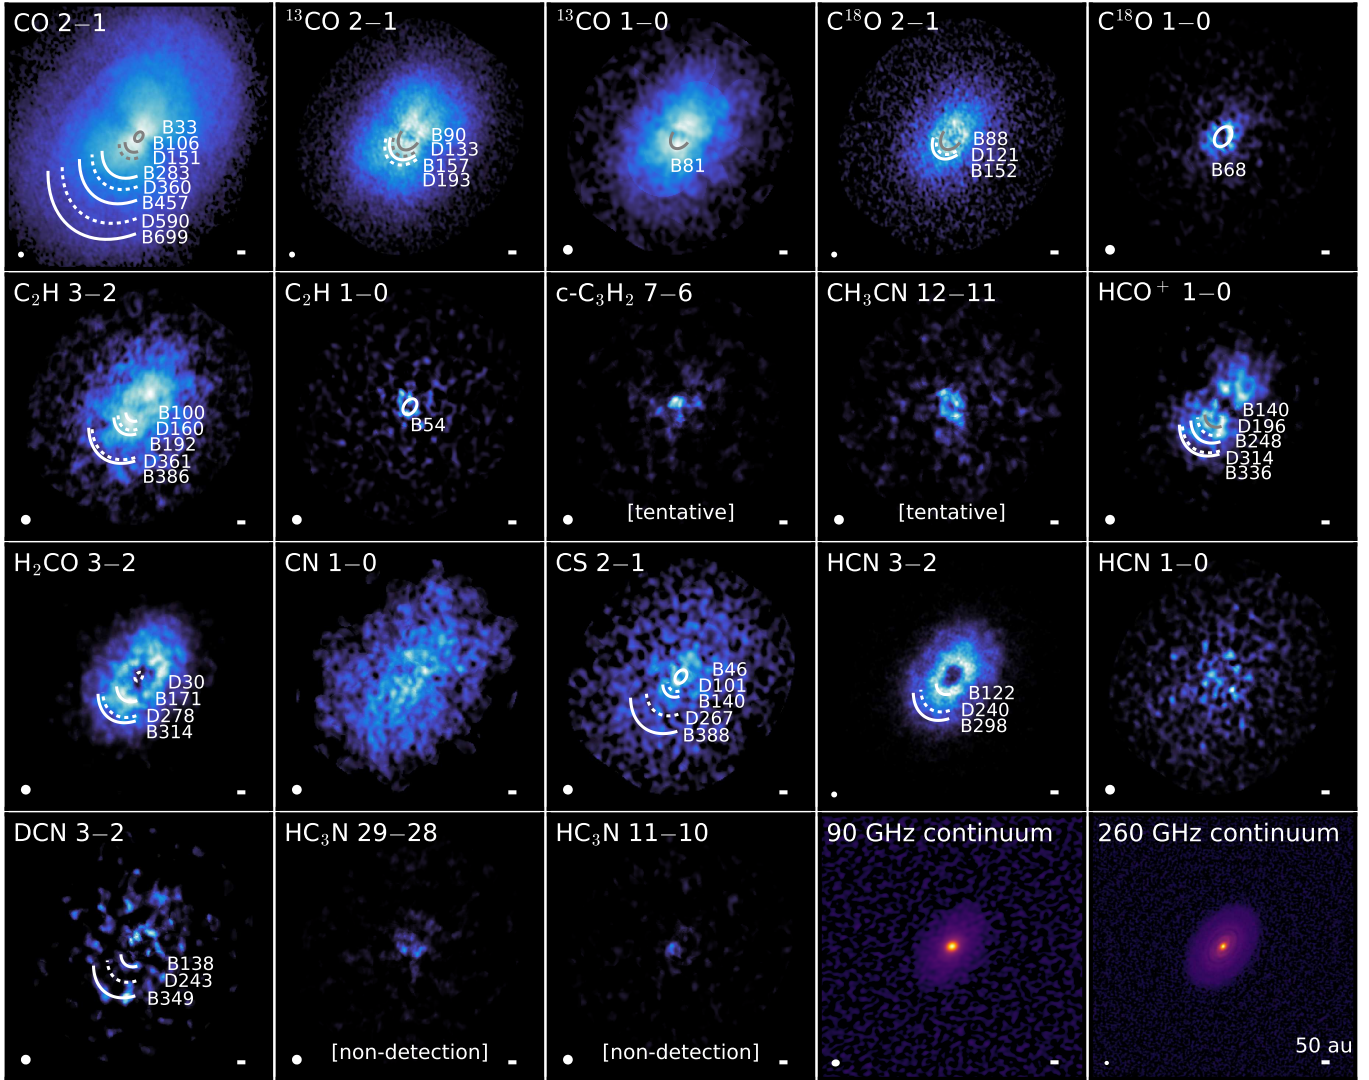 CO 2−1
B33
B106
D151
B283
D360
B457
D590
B699
¹³CO 2−1
B90
D133
B157
D193
¹³CO 1−0
B81
C¹⁸O 2−1
B88
D121
B152
C¹⁸O 1−0
B68
C₂H 3−2
B100
D160
B192
D361
B386
C₂H 1−0
B54
c-C₃H₂ 7−6
[tentative]
CH₃CN 12−11
[tentative]
HCO⁺ 1−0
B140
D196
B248
D314
B336
H₂CO 3−2
D30
B171
D278
B314
CN 1−0
CS 2−1
B46
D101
B140
D267
B388
HCN 3−2
B122
D240
B298
HCN 1−0
DCN 3−2
B138
D243
B349
HC₃N 29−28
[non-detection]
HC₃N 11−10
[non-detection]
90 GHz continuum
260 GHz continuum
50 au